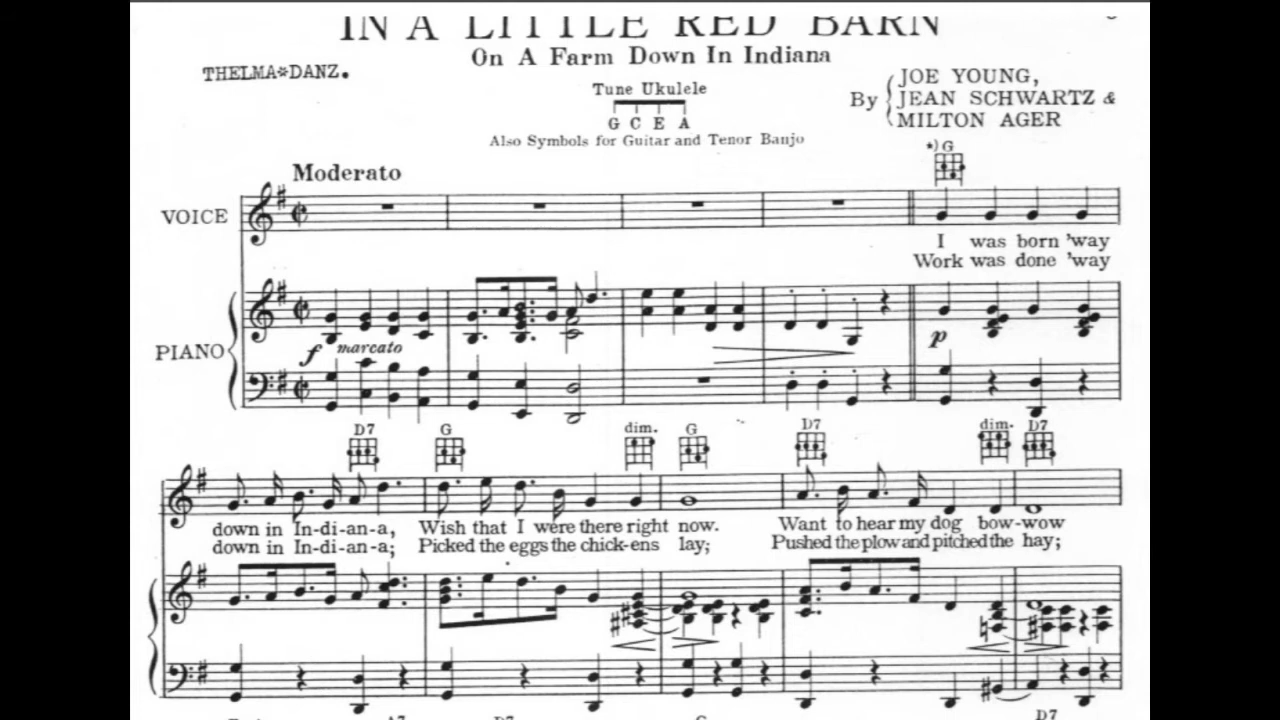 IN A LITTLE RED BARN
On A Farm Down In Indiana
THELMA*DANZ.
Tune Ukulele
G C E A
Also Symbols for Guitar and Tenor Banjo
By
JOE YOUNG,
JEAN SCHWARTZ &
MILTON AGER
*) G
Moderato
VOICE
I was born 'way
Work was done 'way
PIANO
f marcato
p
D7 G dim. G D7 dim. D7
down in In-di-an-a, Wish that I were there right now. Want to hear my dog bow-wow
down in In-di-an-a; Picked the eggs the chick-ens lay; Pushed the plow and pitched the hay;
D7